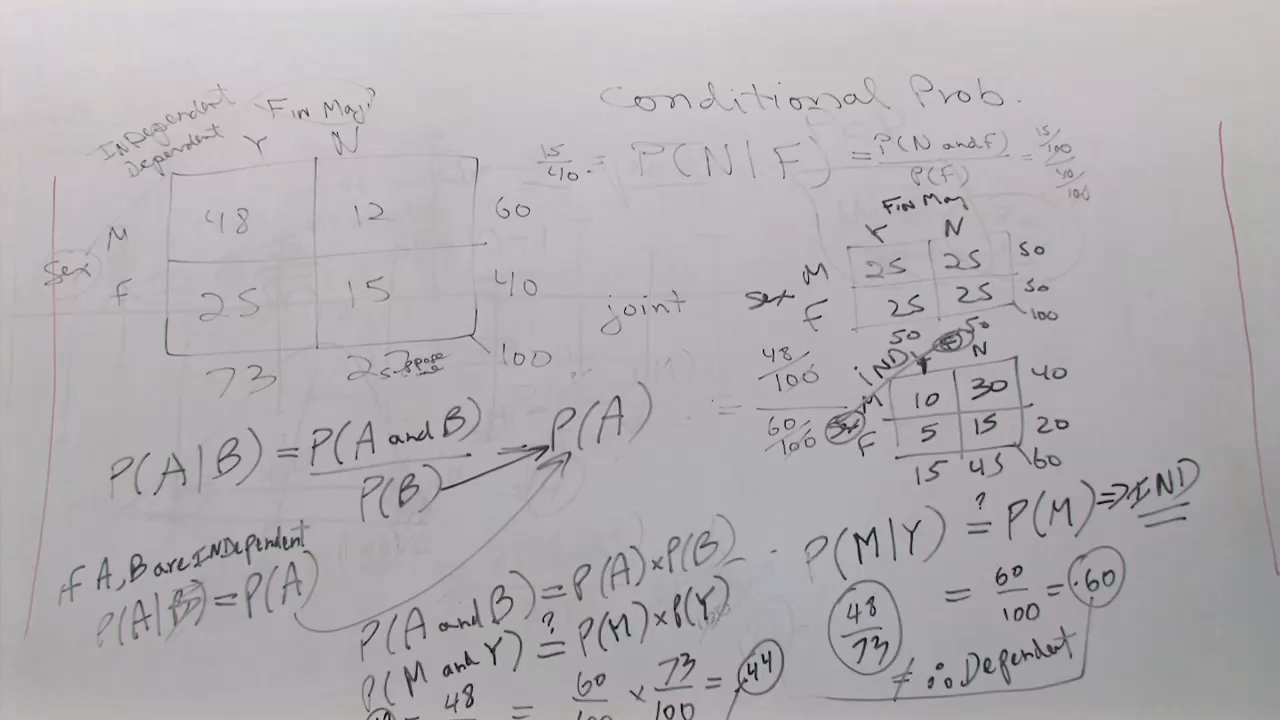 Conditional Prob.
INDependent
Dependent
Fin Maj?
Y N
M 48 12 60
Sex
F 25 15 40
73 27 100
15/40 = P(N|F) = P(N and F)/P(F) = 15/100 / 40/100
joint
Fin Maj
Y N
M 25 25 50
Sex
F 25 25 50
50 50 100
IND
Y N
M 10 30 40
F 5 15 20
15 45 60
P(A|B) = P(A and B)/P(B) = P(A)
= 48/100 / 60/100
if A, B are INDependent
P(A|B) = P(A)
P(A and B) = P(A) × P(B)
P(M and Y) ?= P(M) × P(Y)
48 = 60/100 × 73/100 = .44
P(M|Y) ?= P(M) ⇒ IND
48/73 = 60/100 = .60
≠ ∴ Dependent